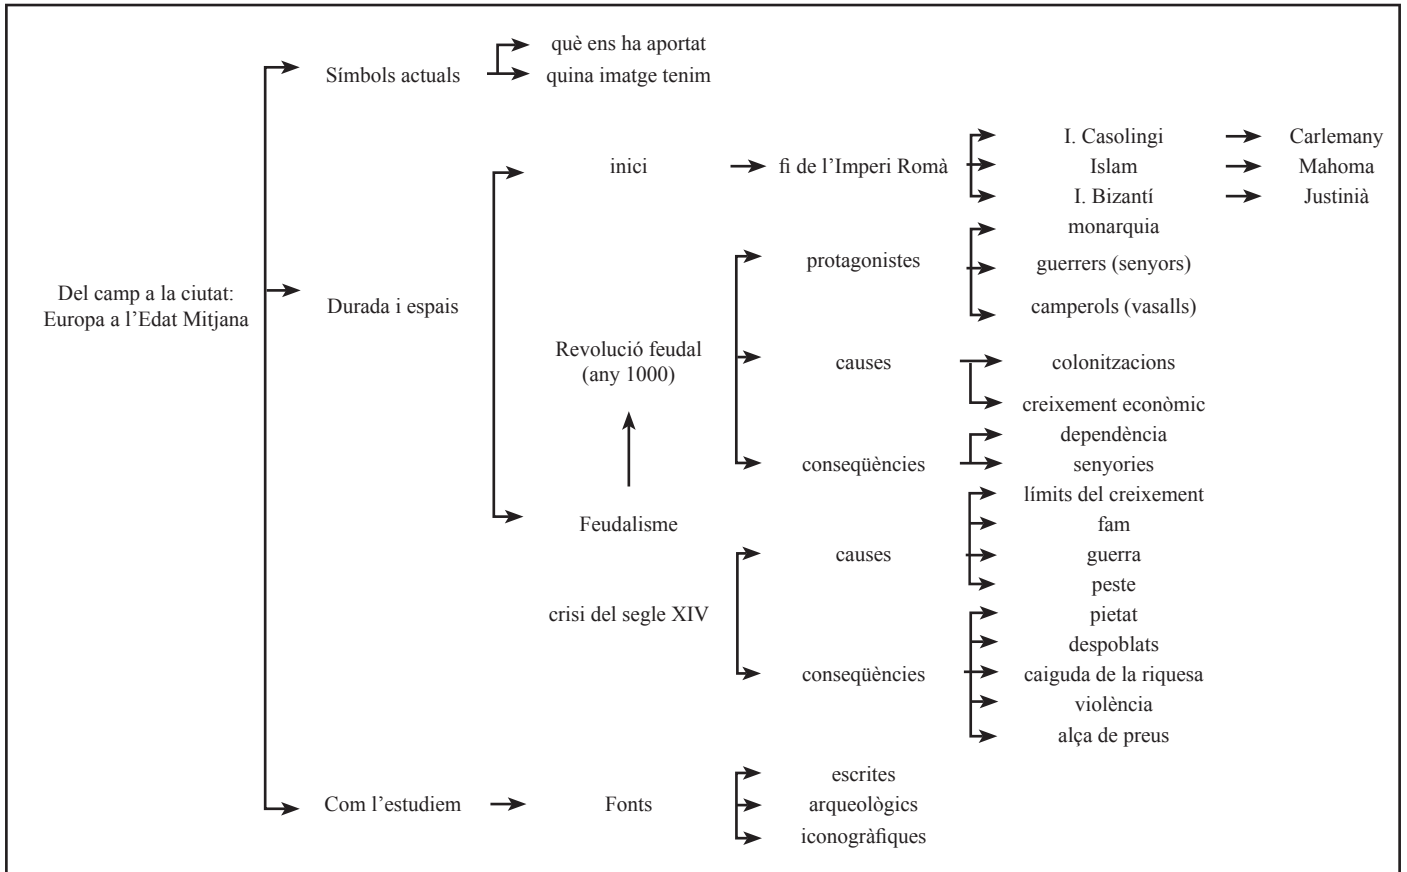 què ens ha aportat
Símbols actuals
quina imatge tenim
I. Casolingi
Carlemany
inici
fi de l’Imperi Romà
Islam
Mahoma
I. Bizantí
Justinià
monarquia
protagonistes
guerrers (senyors)
camperols (vasalls)
Del camp a la ciutat:
Europa a l’Edat Mitjana
Durada i espais
Revolució feudal
(any 1000)
causes
colonitzacions
creixement econòmic
dependència
conseqüències
senyories
Feudalisme
límits del creixement
fam
causes
guerra
peste
crisi del segle XIV
pietat
despoblats
conseqüències
caiguda de la riquesa
violència
alça de preus
Com l’estudiem
Fonts
escrites
arqueològics
iconogràfiques